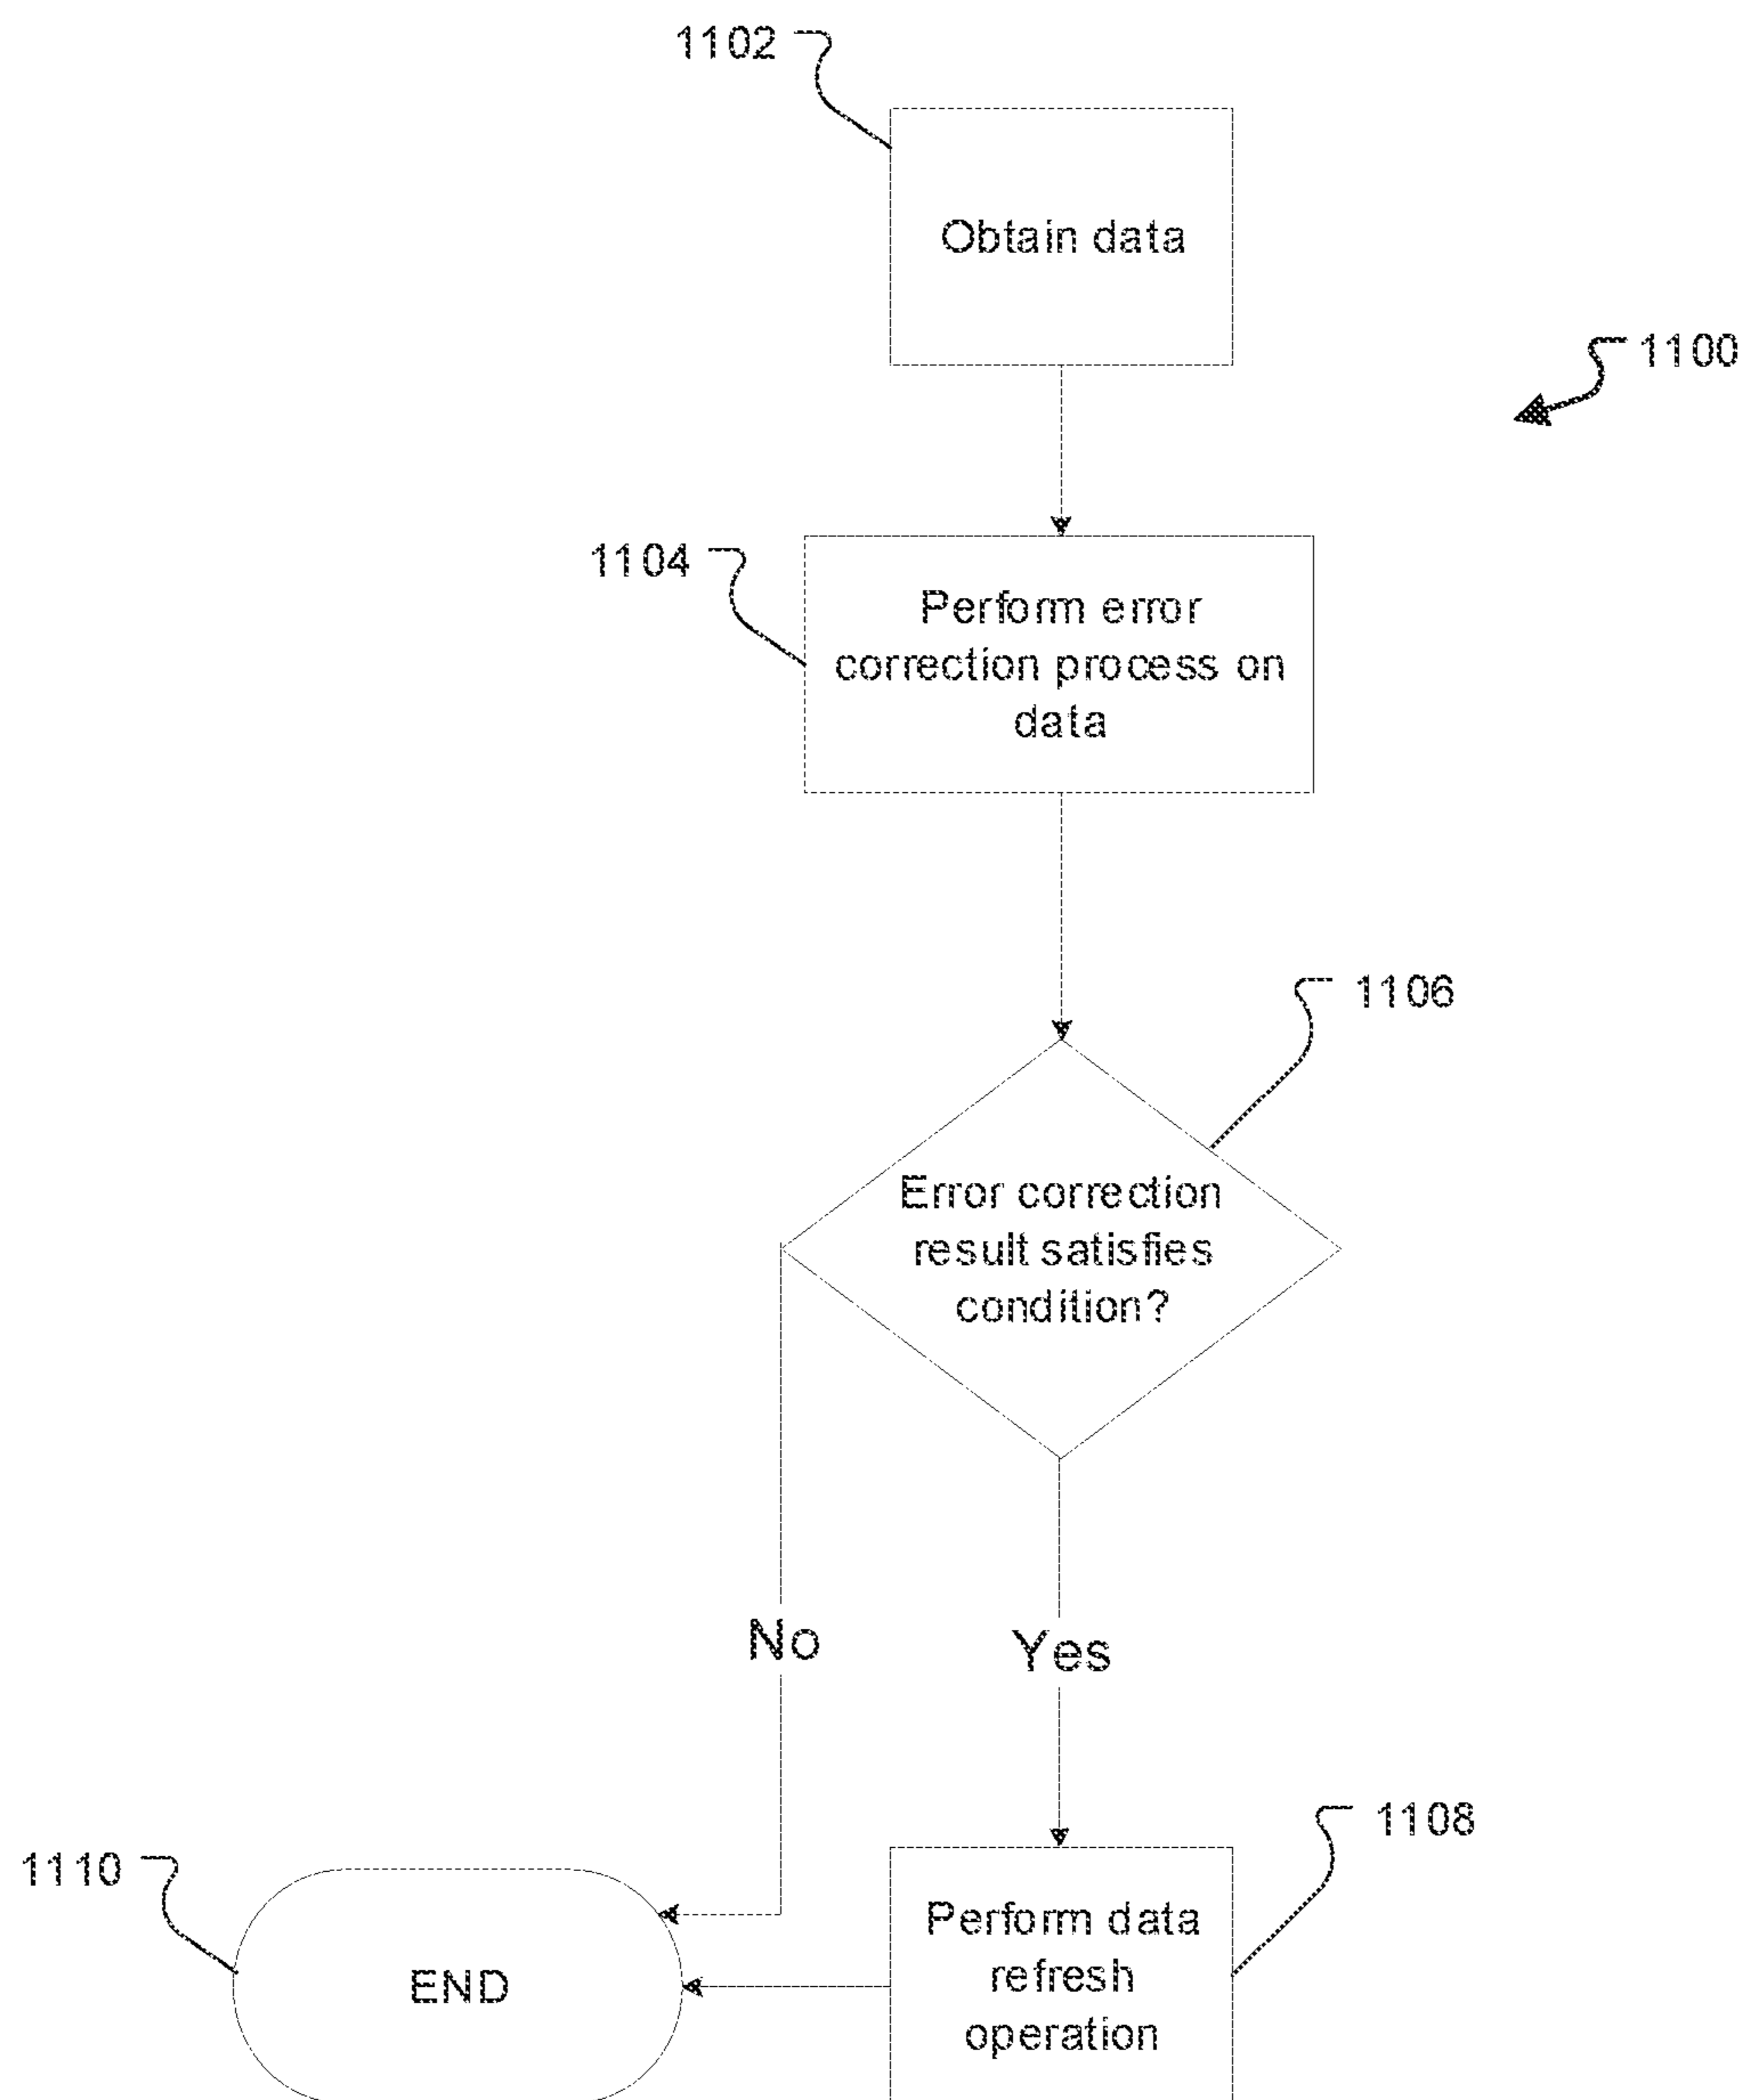 1102
Obtain data
1100
1104
Perform error
correction process on
data
1106
Error correction
result satisfies
condition?
No
Yes
1108
1110
Perform data
refresh
operation
END